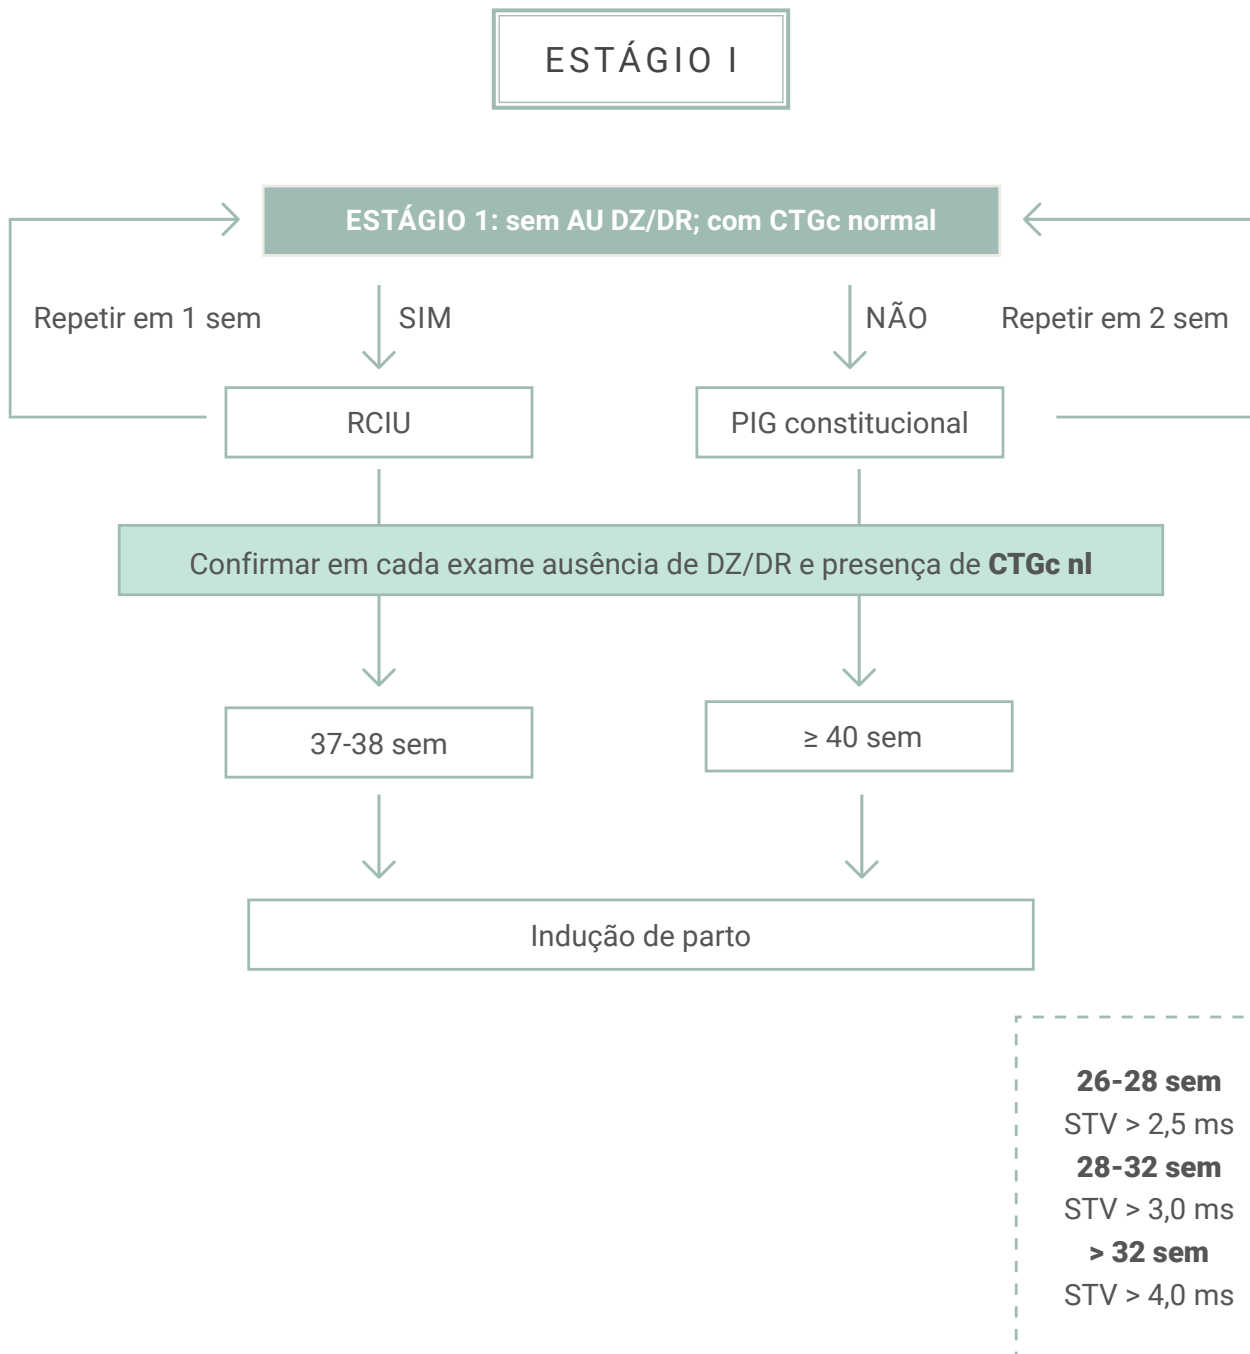 ESTÁGIO I
ESTÁGIO 1: sem AU DZ/DR; com CTGc normal
Repetir em 1 sem
SIM
NÃO
Repetir em 2 sem
RCIU
PIG constitucional
Confirmar em cada exame ausência de DZ/DR e presença de CTGc nl
37-38 sem
≥ 40 sem
Indução de parto
26-28 sem
STV > 2,5 ms
28-32 sem
STV > 3,0 ms
> 32 sem
STV > 4,0 ms